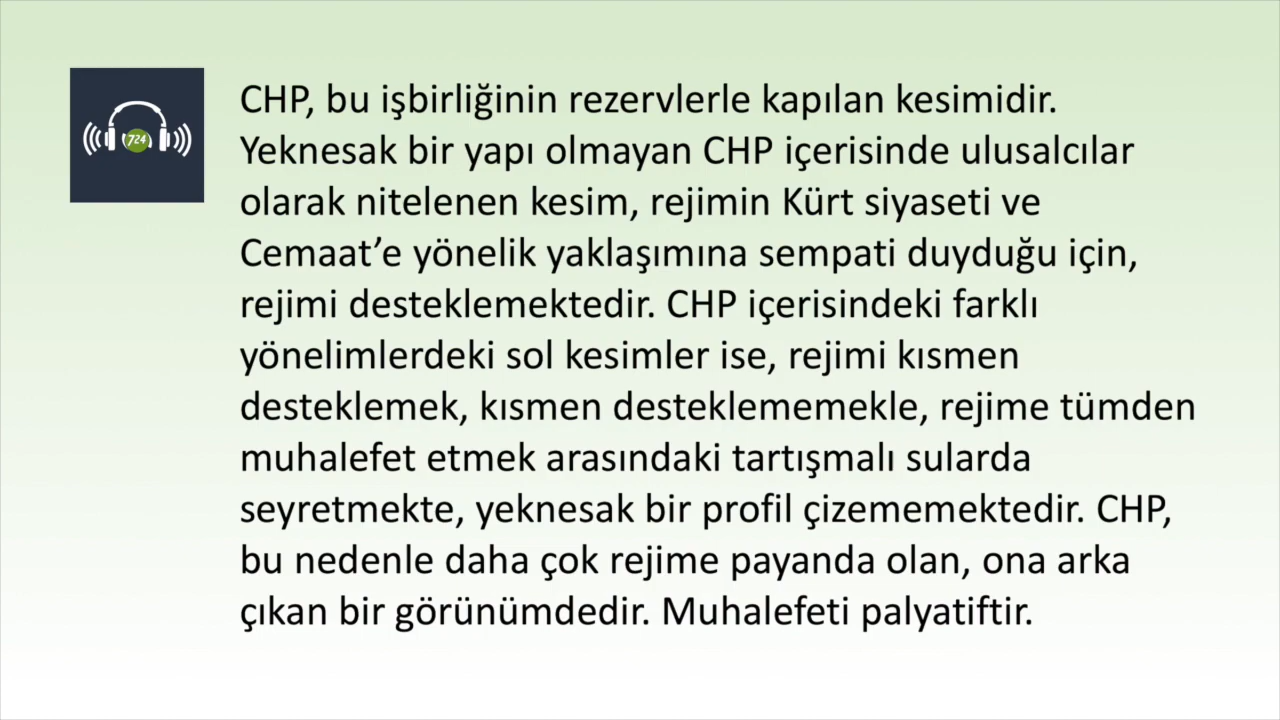 724
CHP, bu işbirliğinin rezervlerle kapılan kesimidir.
Yeknesak bir yapı olmayan CHP içerisinde ulusalcılar
olarak nitelenen kesim, rejimin Kürt siyaseti ve
Cemaat’e yönelik yaklaşımına sempati duyduğu için,
rejimi desteklemektedir. CHP içerisindeki farklı
yönelimlerdeki sol kesimler ise, rejimi kısmen
desteklemek, kısmen desteklememekle, rejime tümden
muhalefet etmek arasındaki tartışmalı sularda
seyretmekte, yeknesak bir profil çizememektedir. CHP,
bu nedenle daha çok rejime payanda olan, ona arka
çıkan bir görünümdedir. Muhalefeti palyatiftir.